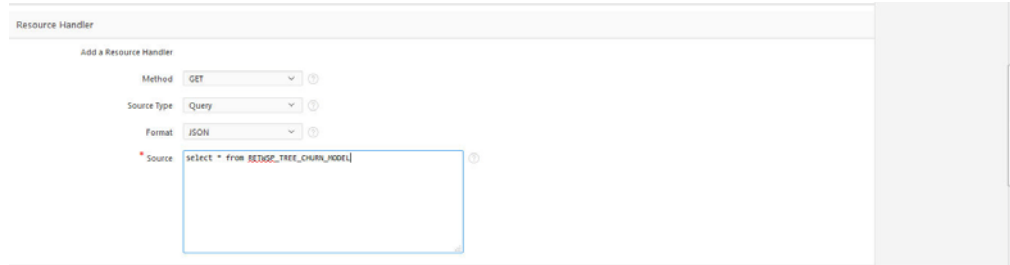 Resource Handler
Add a Resource Handler
Method GET
Source Type Query
Format JSON
* Source select * from RETWSP_TREE_CHURN_MODEL